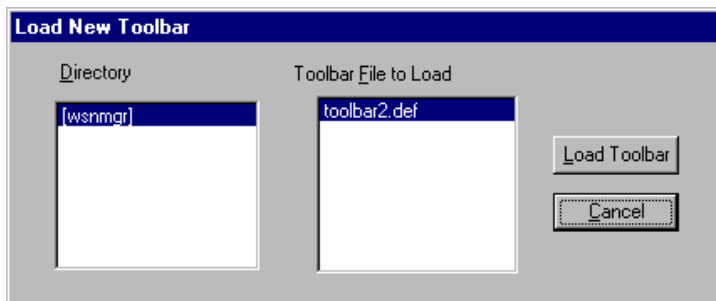 Load New Toolbar
Directory
Toolbar File to Load
[wsnmgr]
toolbar2.def
Load Toolbar
Cancel